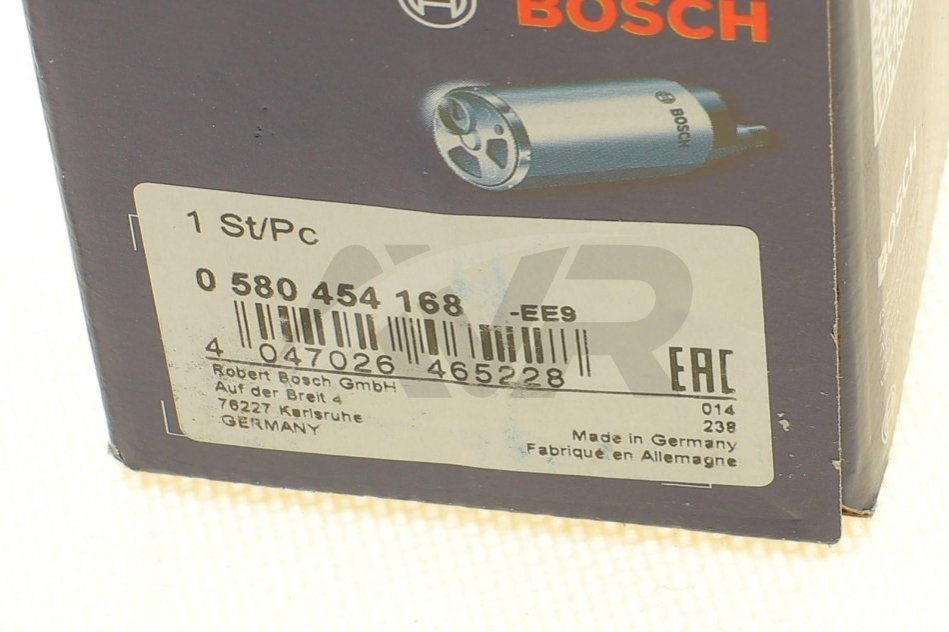 BOSCH
BOSCH
1 St/Pc
0 580 454 168 -EE9
4 047026 465228
Robert Bosch GmbH
Auf der Breit 4
76227 Karlsruhe
GERMANY
EAC
014
238
Made in Germany
Fabriqué en Allemagne
BOSCH